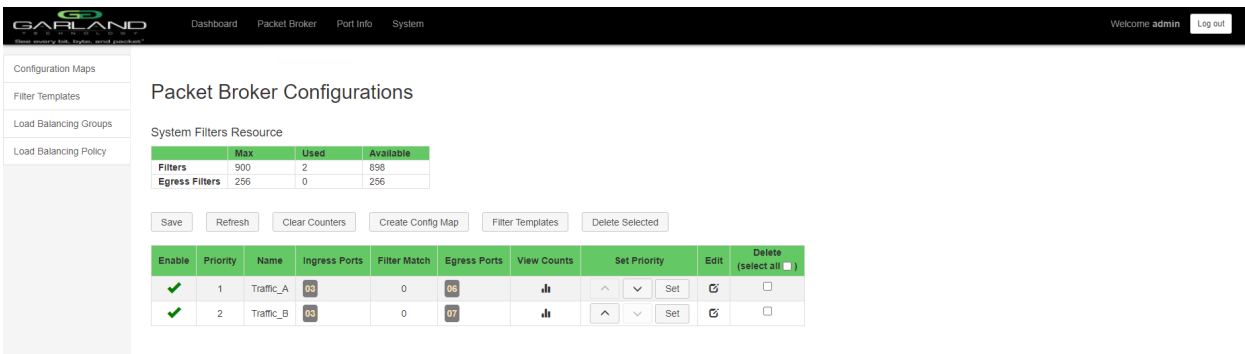 GARLAND
TECHNOLOGY
See every bit, byte, and packet®
Dashboard Packet Broker Port Info System
Welcome admin Log out
Configuration Maps
Filter Templates
Load Balancing Groups
Load Balancing Policy
Packet Broker Configurations
System Filters Resource
Max Used Available
Filters 900 2 898
Egress Filters 256 0 256
Save Refresh Clear Counters Create Config Map Filter Templates Delete Selected
Enable Priority Name Ingress Ports Filter Match Egress Ports View Counts Set Priority Edit Delete
(select all )
1 Traffic_A 03 0 06 Set
2 Traffic_B 03 0 07 Set